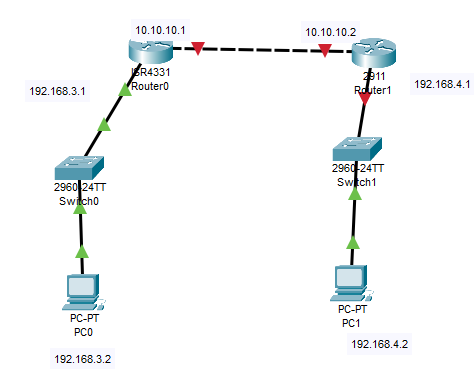 10.10.10.1
10.10.10.2
ISR4331
Router0
2911
Router1
192.168.3.1
192.168.4.1
2960-24TT
Switch0
2960-24TT
Switch1
PC-PT
PC0
PC-PT
PC1
192.168.3.2
192.168.4.2